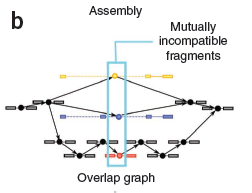 b
Assembly
Mutually
incompatible
fragments
Overlap graph